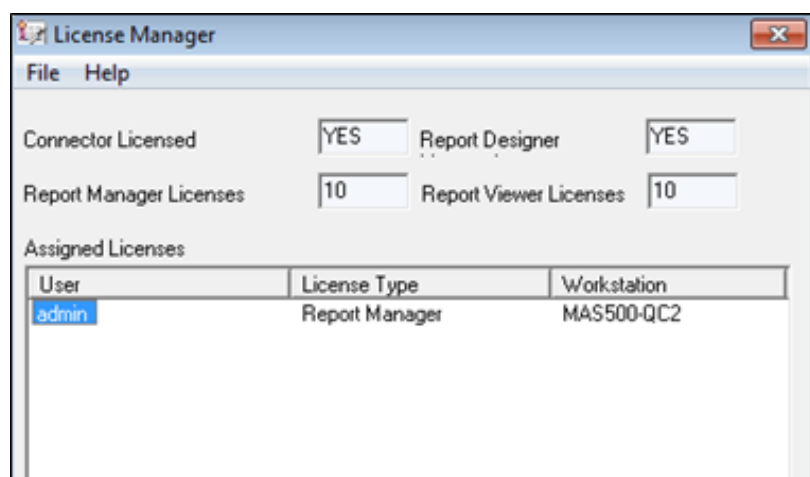 License Manager
File Help
Connector Licensed YES Report Designer YES
Report Manager Licenses 10 Report Viewer Licenses 10
Assigned Licenses
User License Type Workstation
admin Report Manager MAS500-QC2